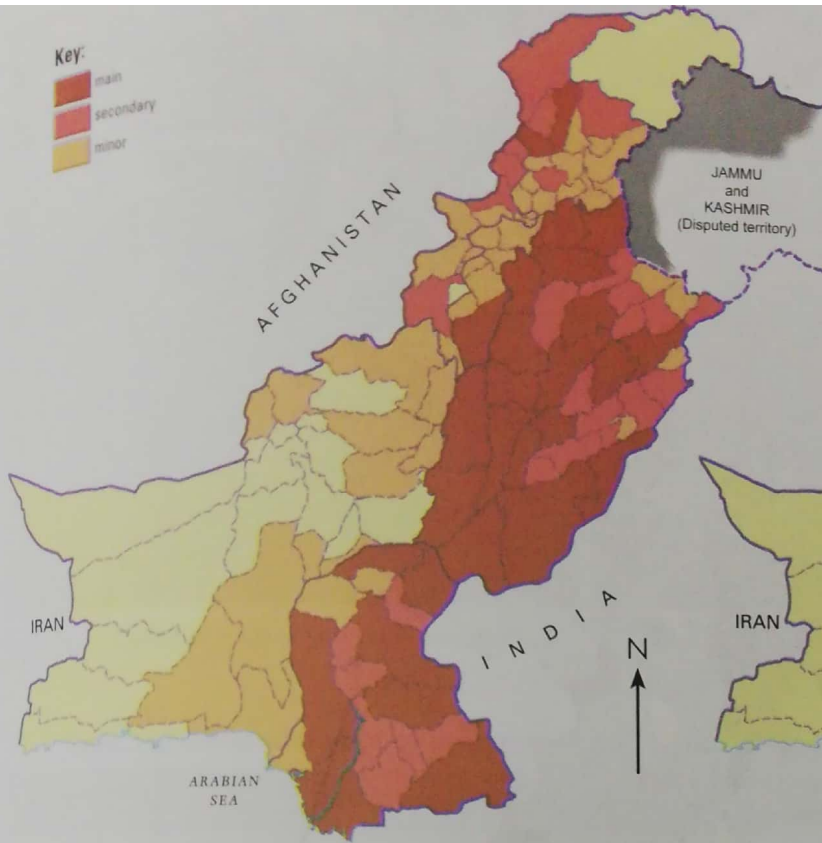 Key:
main
secondary
minor
JAMMU
and
KASHMIR
(Disputed territory)
AFGHANISTAN
IRAN
INDIA
N
IRAN
ARABIAN
SEA